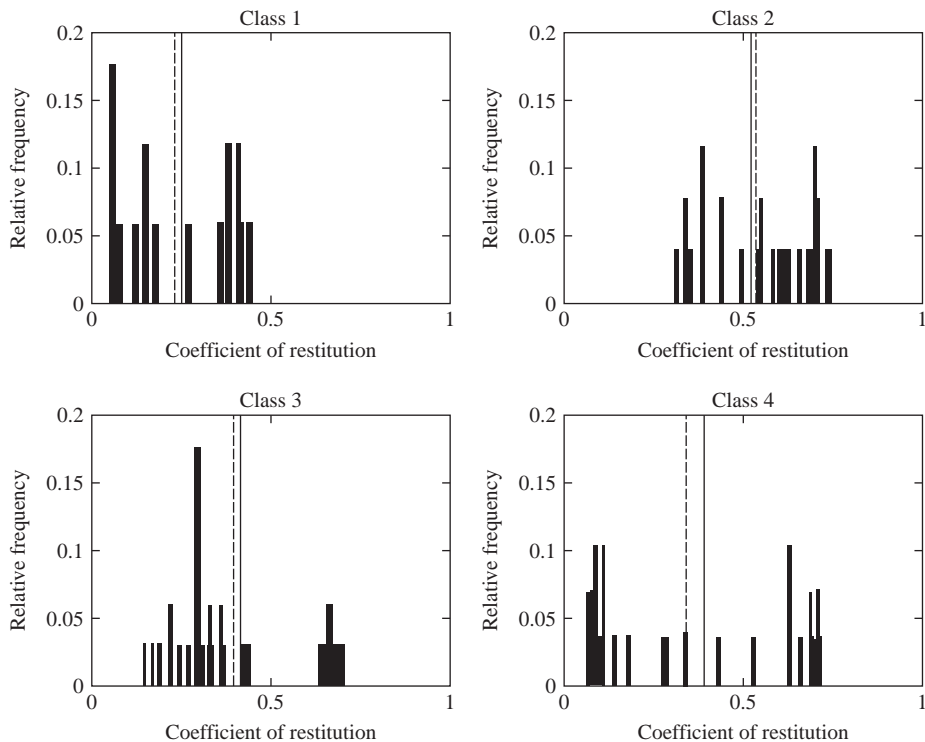 Class 1
0.2
0.15
0.1
0.05
0
Relative frequency
0 0.5 1
Coefficient of restitution
Class 2
0.2
0.15
0.1
0.05
0
Relative frequency
0 0.5 1
Coefficient of restitution
Class 3
0.2
0.15
0.1
0.05
0
Relative frequency
0 0.5 1
Coefficient of restitution
Class 4
0.2
0.15
0.1
0.05
0
Relative frequency
0 0.5 1
Coefficient of restitution